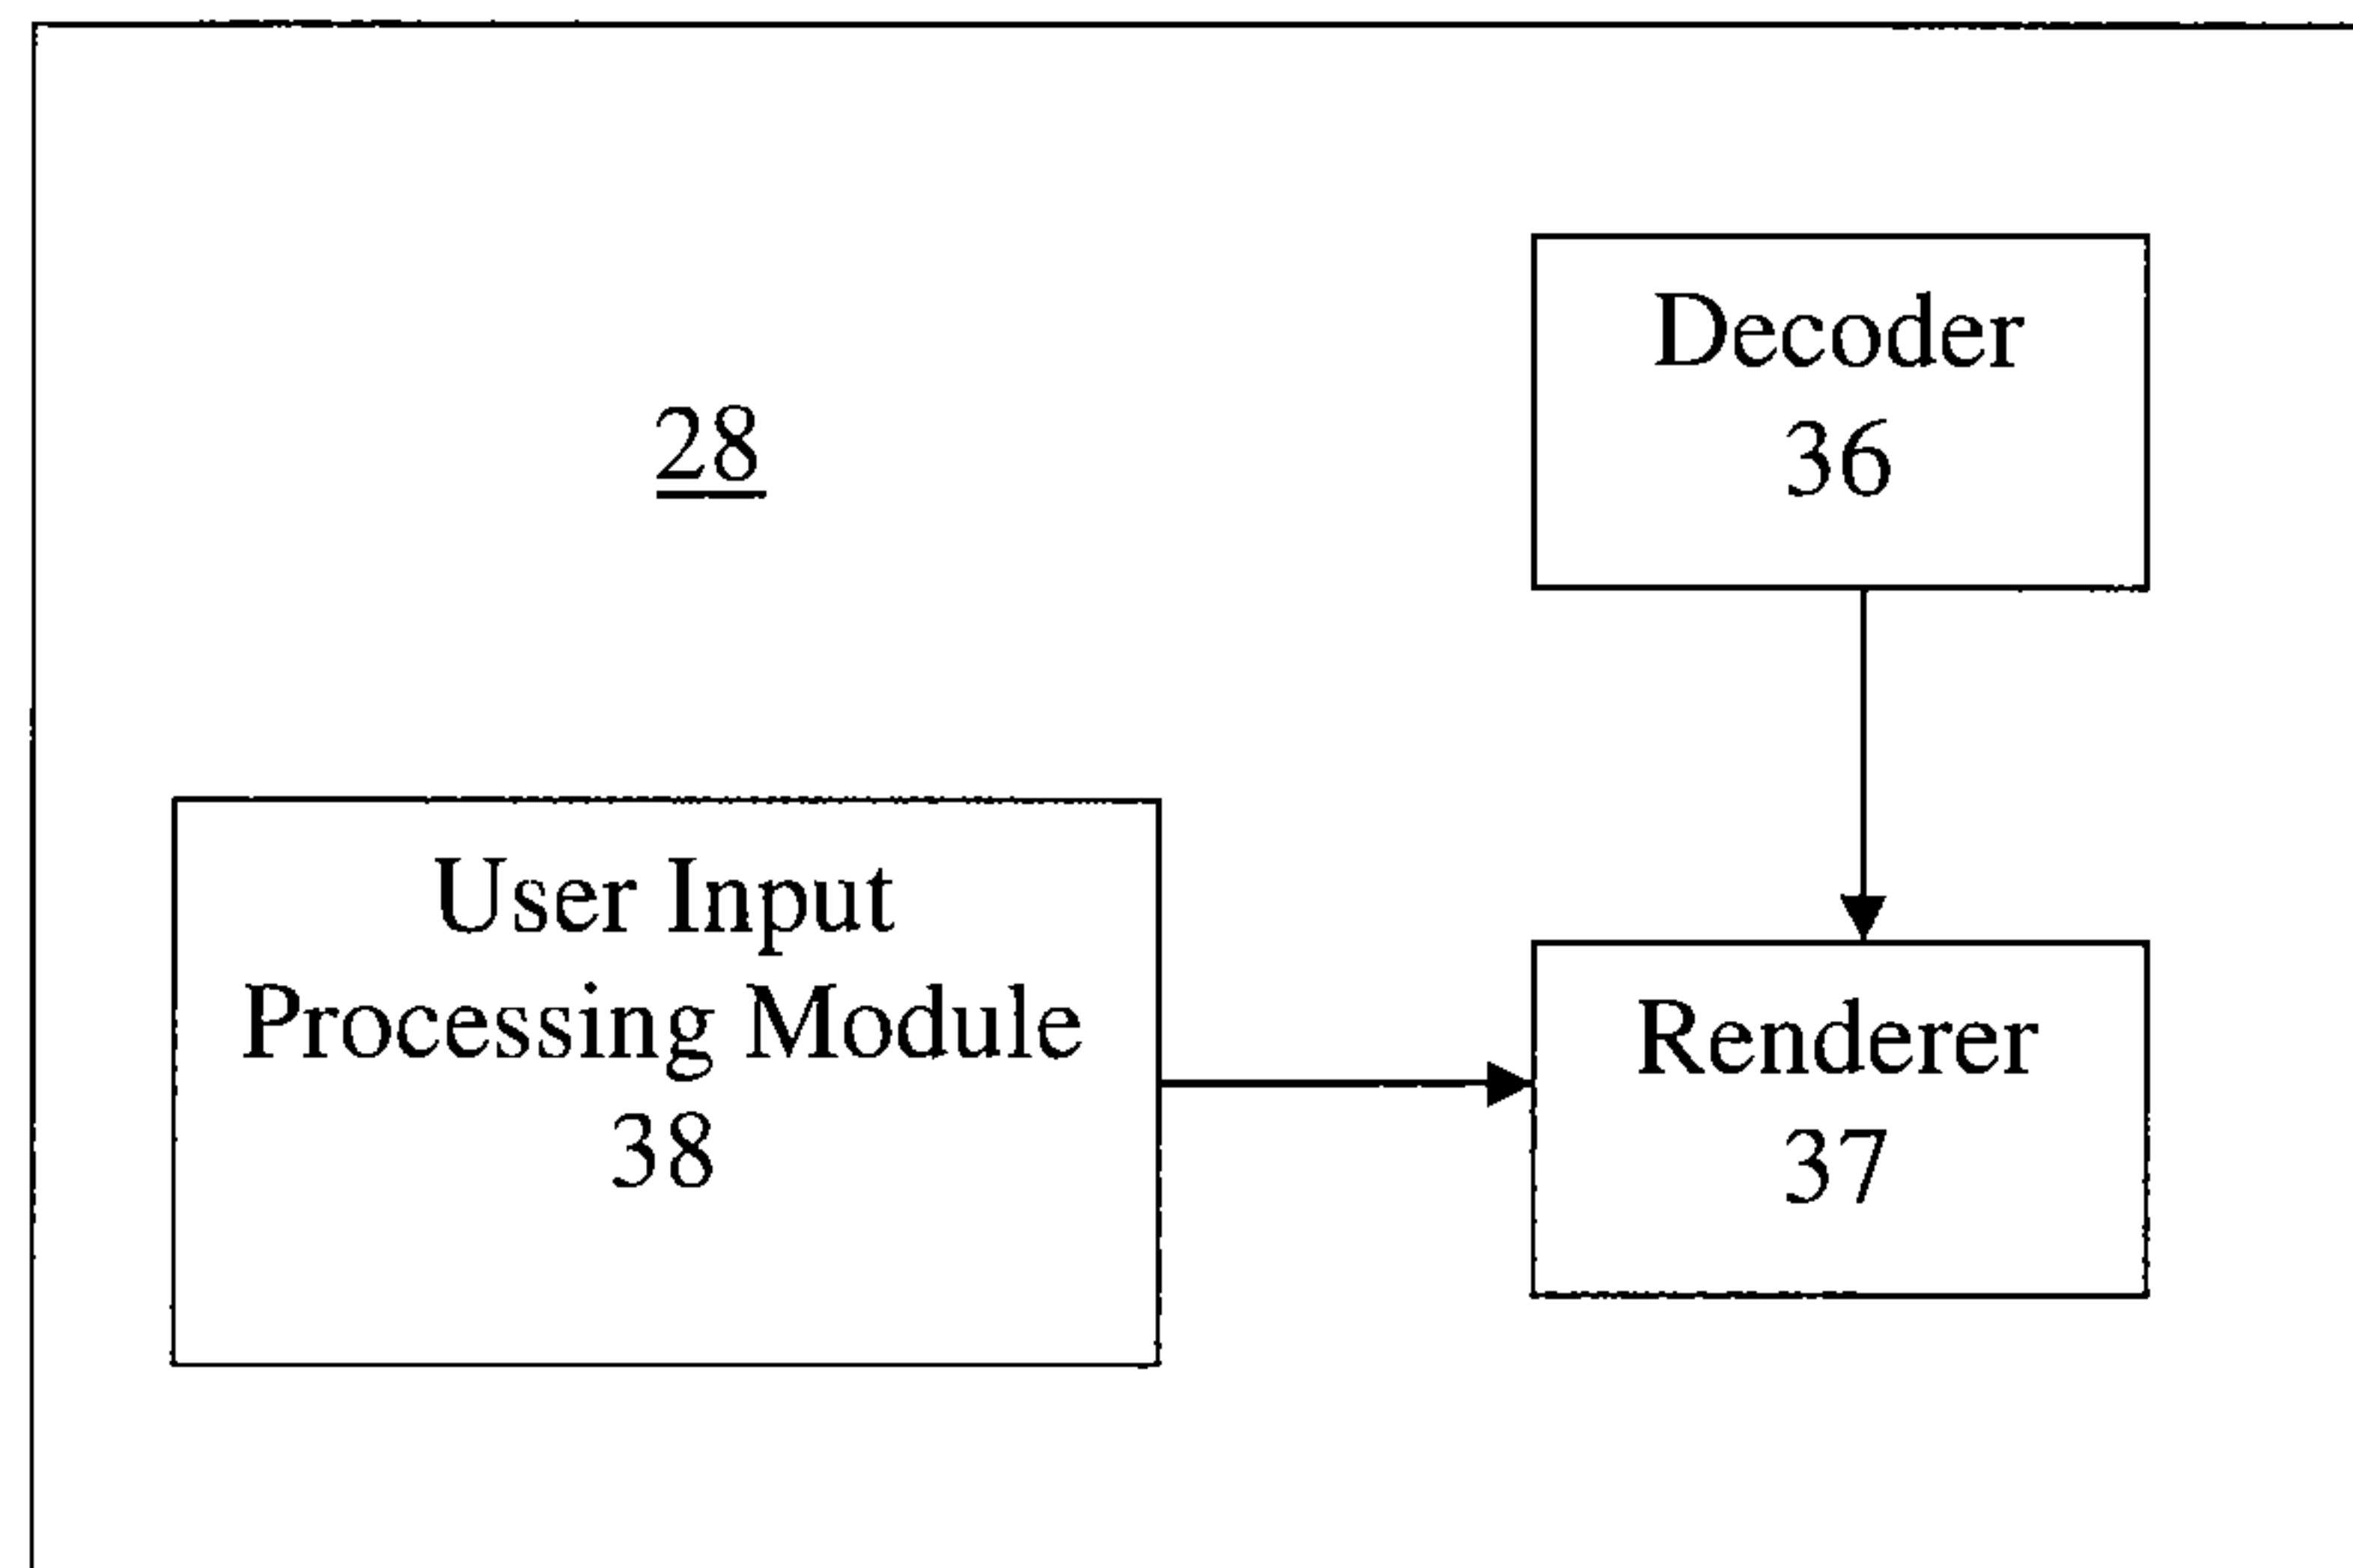 28
Decoder
36
User Input
Processing Module
38
Renderer
37